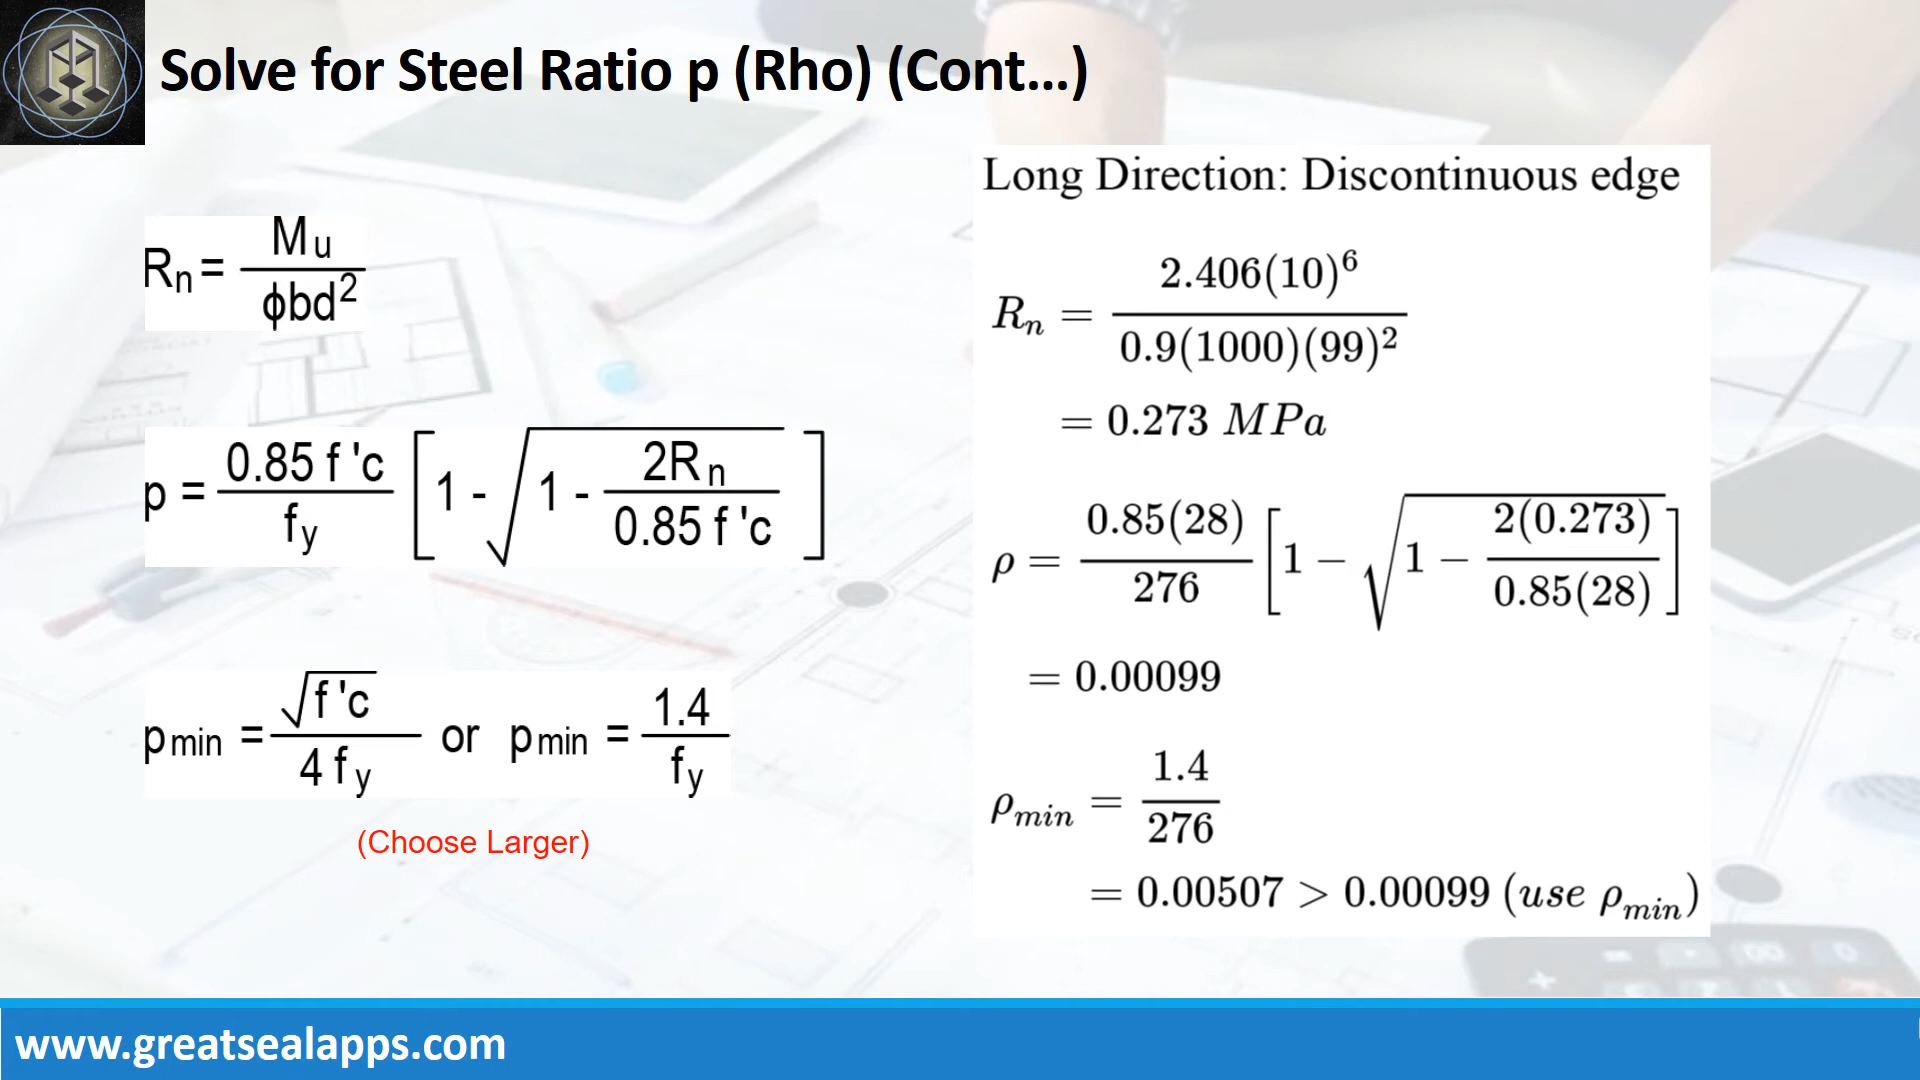 Solve for Steel Ratio p (Rho) (Cont...)
Rn = Mu / ϕbd²
p = 0.85 f 'c / fy [1 - √(1 - 2Rn / 0.85 f 'c)]
pmin = √f 'c / 4 fy or pmin = 1.4 / fy
(Choose Larger)
Long Direction: Discontinuous edge
Rn = 2.406(10)⁶ / 0.9(1000)(99)²
= 0.273 MPa
ρ = 0.85(28) / 276 [1 − √(1 − 2(0.273) / 0.85(28))]
= 0.00099
ρmin = 1.4 / 276
= 0.00507 > 0.00099 (use ρmin)
www.greatsealapps.com